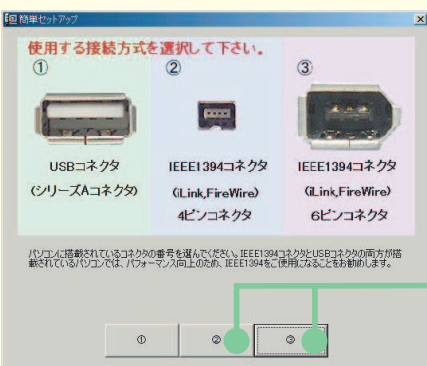 簡単セットアップ
使用する接続方式を選択して下さい。
① ② ③
USBコネクタ
(シリーズAコネクタ)
IEEE1394コネクタ
(iLink,FireWire)
4ピンコネクタ
IEEE1394コネクタ
(iLink,FireWire)
6ピンコネクタ
パソコンに搭載されているコネクタの番号を選んでください。IEEE1394コネクタとUSBコネクタの両方が搭
載されているパソコンでは、パフォーマンス向上のため、IEEE1394をご使用になることをお勧めします。
① ② ③